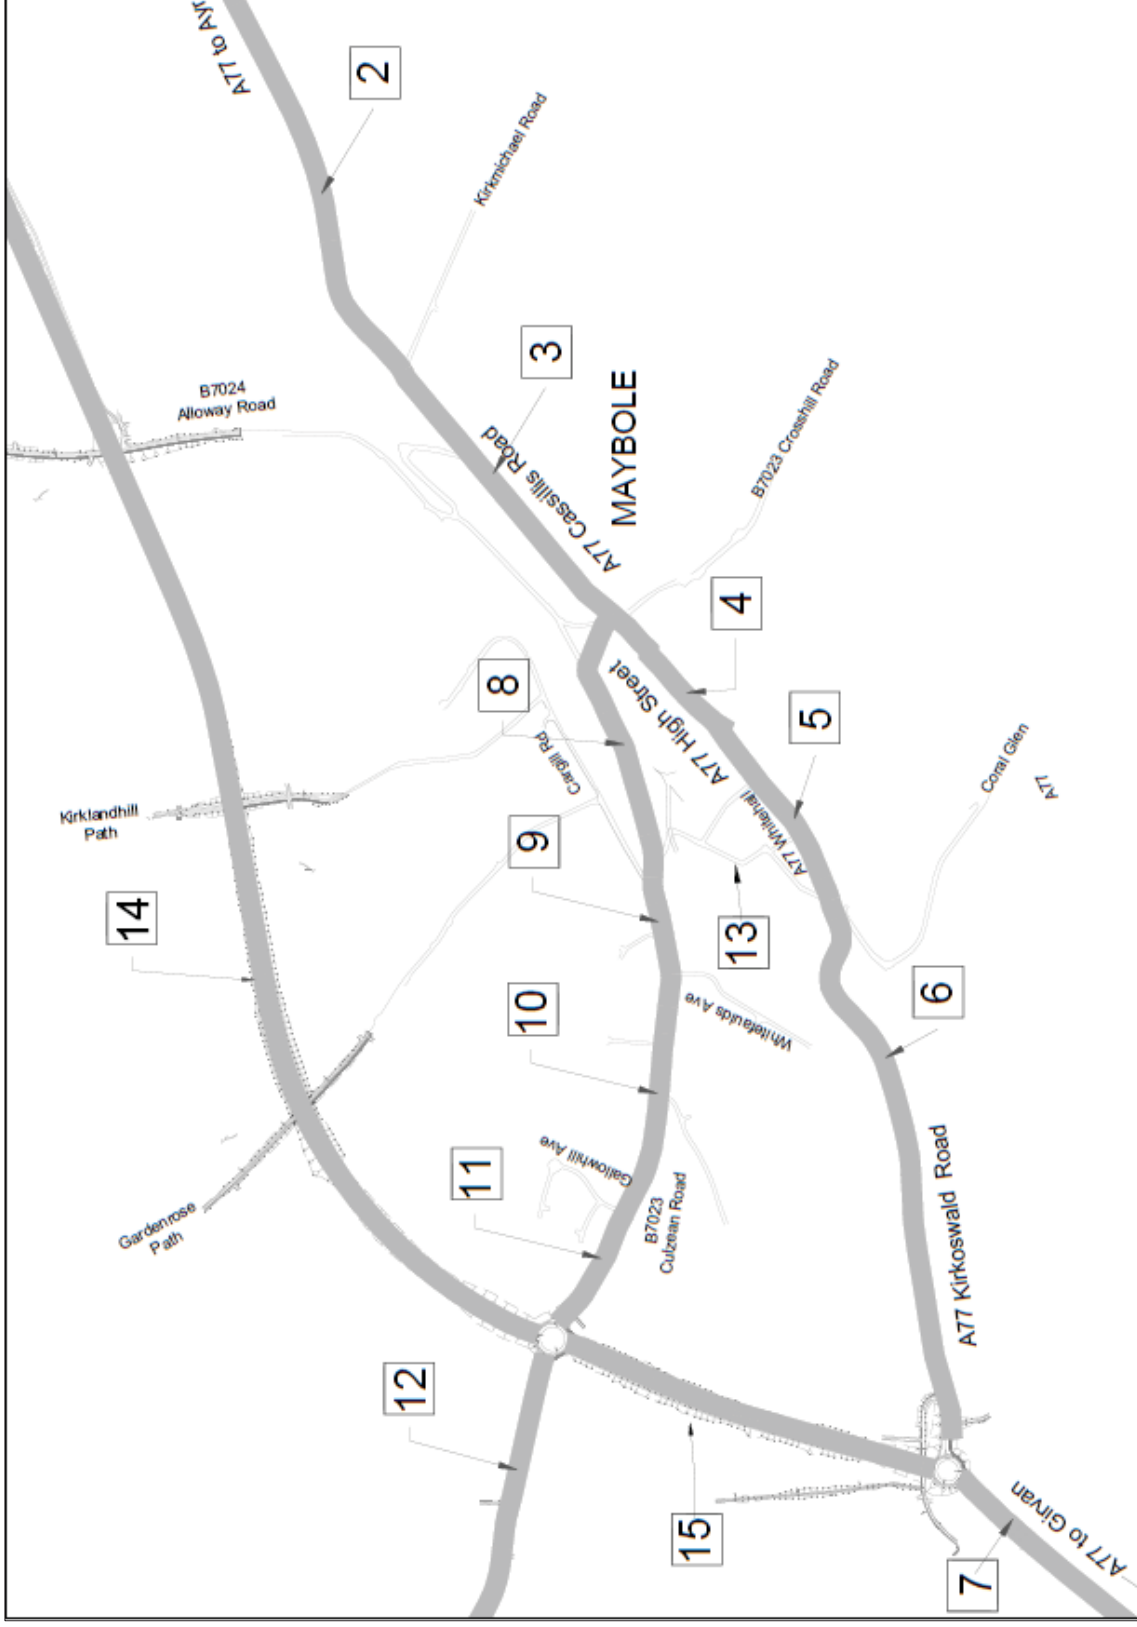 A77 to Ayr
2
Kirkmichael Road
B7024
Alloway Road
3
A77 Cassillis Road
MAYBOLE
B7023 Crosshill Road
4
8
A77 High Street
5
Cargill Rd
Coral Glen
A77
Kirklandhill
Path
9
A77 Whitehall
14
13
10
Whitefaulds Ave
6
11
Gallowhill Ave
B7023
Culzean Road
Gardenrose
Path
A77 Kirkoswald Road
12
15
7
A77 to Girvan